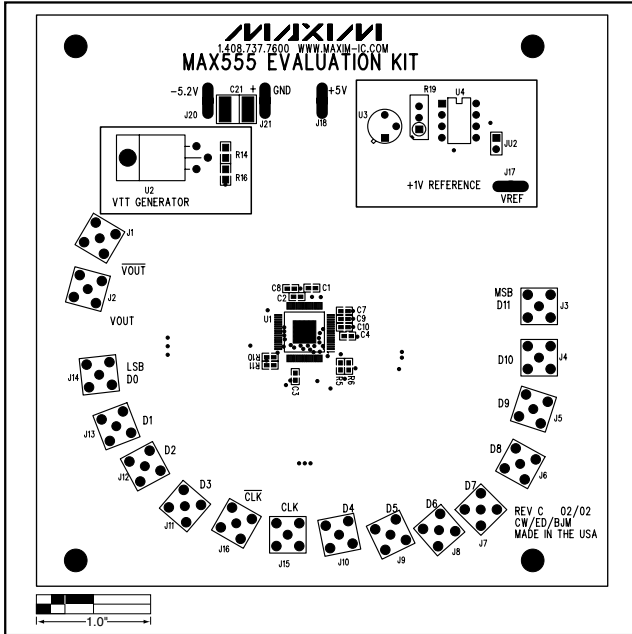 MAXIM
1.408.737.7600 WWW.MAXIM-IC.COM
MAX555 EVALUATION KIT
-5.2V
C21
+
GND
+5V
J20
J21
J18
R19
U4
U3
JU2
J17
+1V REFERENCE
VREF
R14
R16
U2
VTT GENERATOR
J1
VOUT
J2
VOUT
C8
C1
C2
U1
C7
C9
C10
C4
R10
R11
C3
R5
R6
MSB
D11
J3
D10
J4
D9
J5
D8
J6
D7
J7
D6
J8
D5
J9
D4
J10
CLK
J15
CLK
J16
D3
J11
D2
J12
D1
J13
LSB
D0
J14
REV C 02/02
CW/ED/BJM
MADE IN THE USA
1.0"